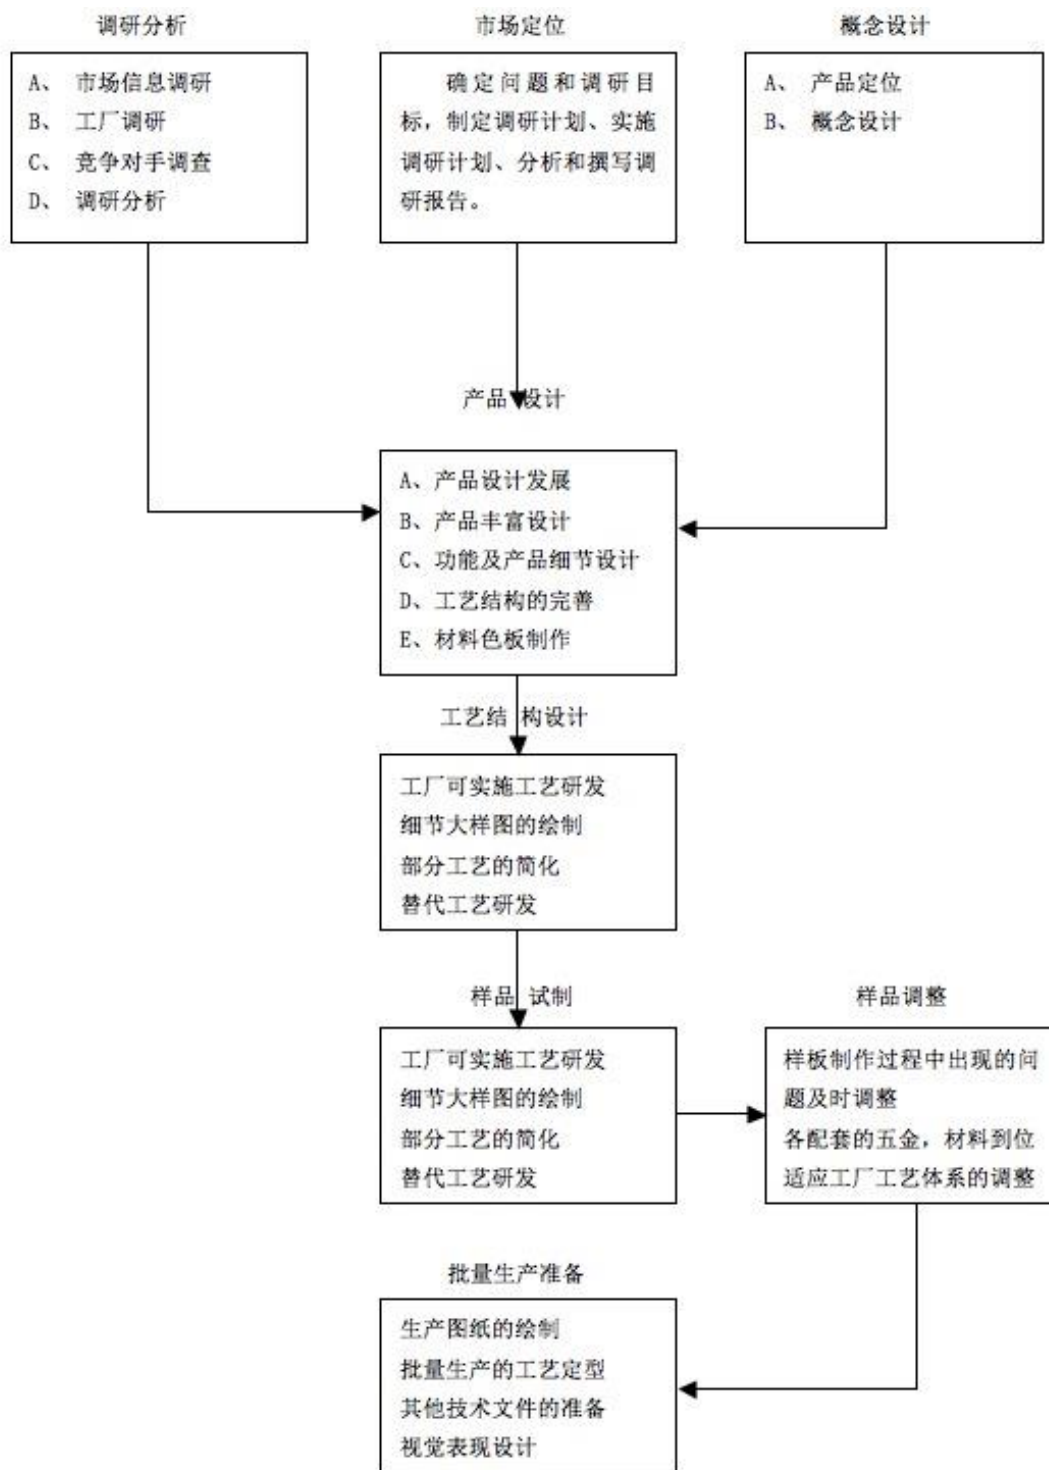 调研分析
A、 市场信息调研
B、 工厂调研
C、 竞争对手调查
D、 调研分析
市场定位
确定问题和调研目
标，制定调研计划、实施
调研计划、分析和撰写调
研报告。
概念设计
A、 产品定位
B、 概念设计
产品 设计
A、产品设计发展
B、产品丰富设计
C、功能及产品细节设计
D、工艺结构的完善
E、材料色板制作
工艺结 构设计
工厂可实施工艺研发
细节大样图的绘制
部分工艺的简化
替代工艺研发
样品 试制
工厂可实施工艺研发
细节大样图的绘制
部分工艺的简化
替代工艺研发
样品调整
样板制作过程中出现的问
题及时调整
各配套的五金，材料到位
适应工厂工艺体系的调整
批量生产准备
生产图纸的绘制
批量生产的工艺定型
其他技术文件的准备
视觉表现设计